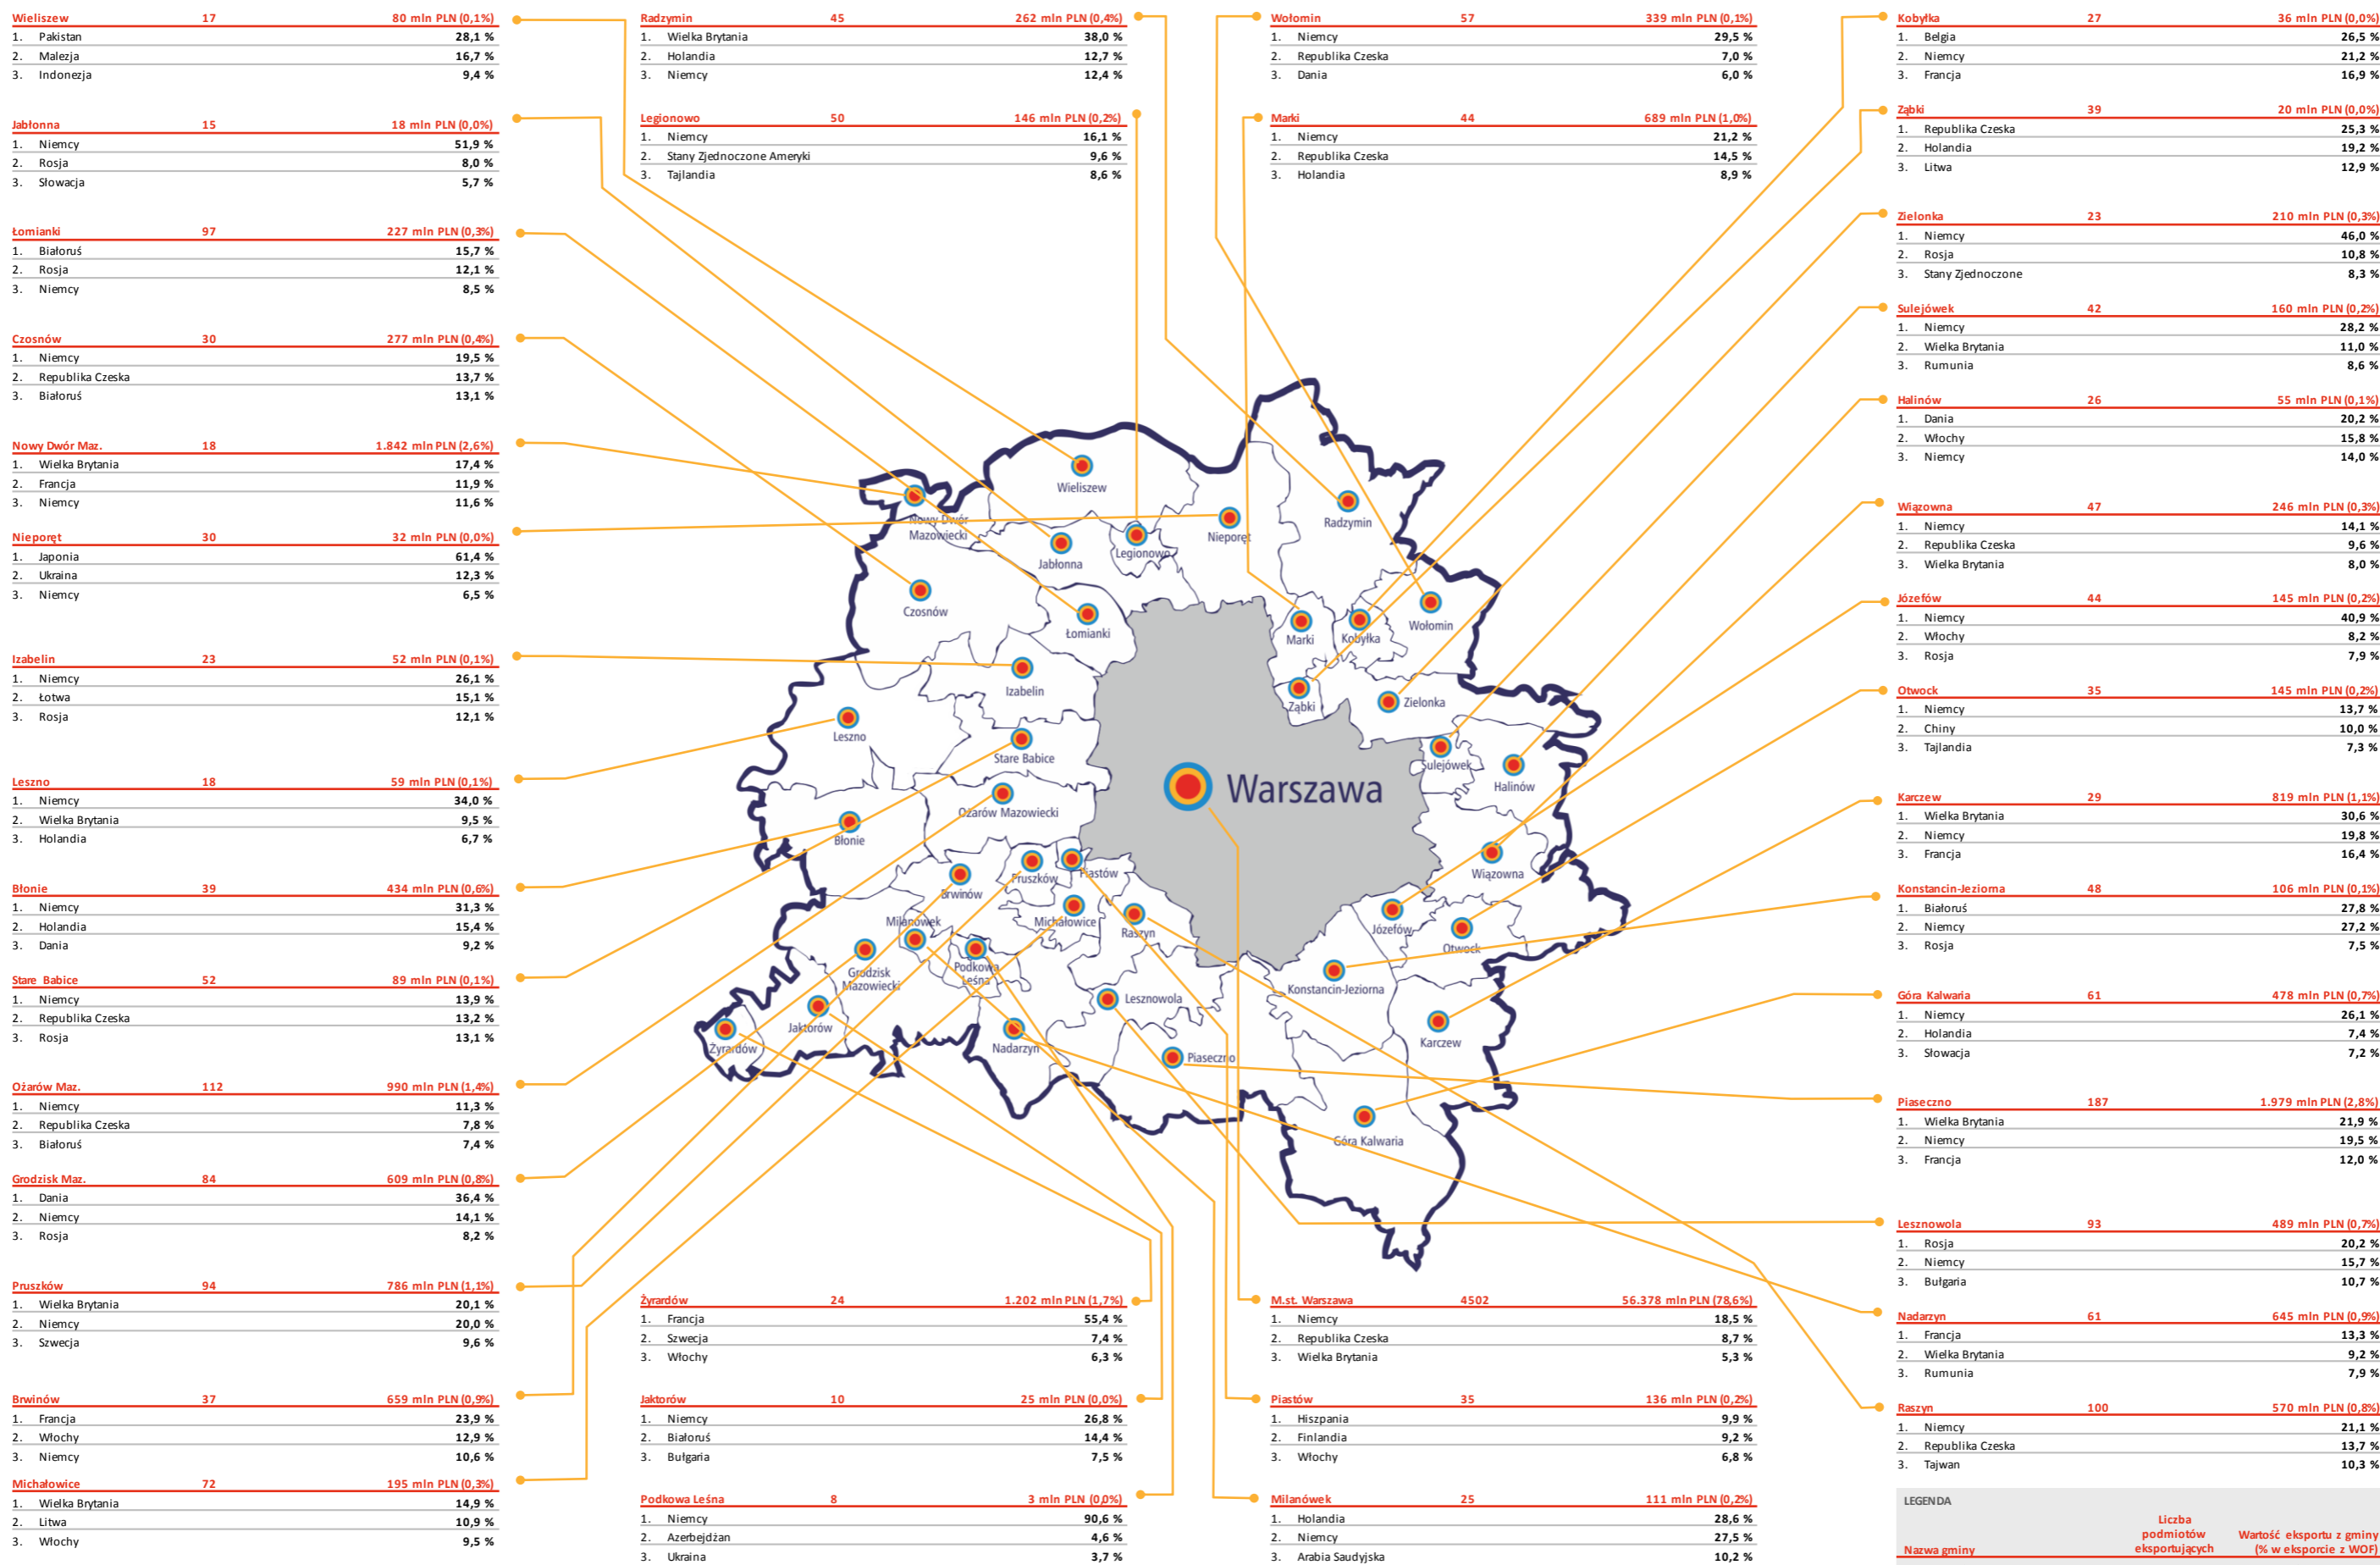 Wieliszew 17 80 mln PLN (0,1%)
1. Pakistan 28,1 %
2. Malezja 16,7 %
3. Indonezja 9,4 %
Jabłonna 15 18 mln PLN (0,0%)
1. Niemcy 51,9 %
2. Rosja 8,0 %
3. Słowacja 5,7 %
Łomianki 97 227 mln PLN (0,3%)
1. Białoruś 15,7 %
2. Rosja 12,1 %
3. Niemcy 8,5 %
Czosnów 30 277 mln PLN (0,4%)
1. Niemcy 19,5 %
2. Republika Czeska 13,7 %
3. Białoruś 13,1 %
Nowy Dwór Maz. 18 1.842 mln PLN (2,6%)
1. Wielka Brytania 17,4 %
2. Francja 11,9 %
3. Niemcy 11,6 %
Nieporęt 30 32 mln PLN (0,0%)
1. Japonia 61,4 %
2. Ukraina 12,3 %
3. Niemcy 6,5 %
Izabelin 23 52 mln PLN (0,1%)
1. Niemcy 26,1 %
2. Łotwa 15,1 %
3. Rosja 12,1 %
Leszno 18 59 mln PLN (0,1%)
1. Niemcy 34,0 %
2. Wielka Brytania 9,5 %
3. Holandia 6,7 %
Błonie 39 434 mln PLN (0,6%)
1. Niemcy 31,3 %
2. Holandia 15,4 %
3. Dania 9,2 %
Stare Babice 52 89 mln PLN (0,1%)
1. Niemcy 13,9 %
2. Republika Czeska 13,2 %
3. Rosja 13,1 %
Ożarów Maz. 112 990 mln PLN (1,4%)
1. Niemcy 11,3 %
2. Republika Czeska 7,8 %
3. Białoruś 7,4 %
Grodzisk Maz. 84 609 mln PLN (0,8%)
1. Dania 36,4 %
2. Niemcy 14,1 %
3. Rosja 8,2 %
Pruszków 94 786 mln PLN (1,1%)
1. Wielka Brytania 20,1 %
2. Niemcy 20,0 %
3. Szwecja 9,6 %
Brwinów 37 659 mln PLN (0,9%)
1. Francja 23,9 %
2. Włochy 12,9 %
3. Niemcy 10,6 %
Michałowice 72 195 mln PLN (0,3%)
1. Wielka Brytania 14,9 %
2. Litwa 10,9 %
3. Włochy 9,5 %
Radzymin 45 262 mln PLN (0,4%)
1. Wielka Brytania 38,0 %
2. Holandia 12,7 %
3. Niemcy 12,4 %
Legionowo 50 146 mln PLN (0,2%)
1. Niemcy 16,1 %
2. Stany Zjednoczone Ameryki 9,6 %
3. Tajlandia 8,6 %
Wołomin 57 339 mln PLN (0,1%)
1. Niemcy 29,5 %
2. Republika Czeska 7,0 %
3. Dania 6,0 %
Marki 44 689 mln PLN (1,0%)
1. Niemcy 21,2 %
2. Republika Czeska 14,5 %
3. Holandia 8,9 %
Wieliszew
Nowy Dwór
Mazowiecki
Radzymin
Nieporęt
Legionowo
Jabłonna
Czosnów
Łomianki
Wołomin
Marki
Kobyłka
Izabelin
Zielonka
Ząbki
Leszno
Stare Babice
Sulejówek
Halinów
Warszawa
Ożarów Mazowiecki
Błonie
Piastów
Pruszków
Wiązowna
Brwinów
Milanówek
Michałowice
Raszyn
Józefów
Otwock
Grodzisk
Mazowiecki
Podkowa
Leśna
Konstancin-Jeziorna
Lesznowola
Jaktorów
Żyrardów
Nadarzyn
Karczew
Piaseczno
Góra Kalwaria
Żyrardów 24 1.202 mln PLN (1,7%)
1. Francja 55,4 %
2. Szwecja 7,4 %
3. Włochy 6,3 %
Jaktorów 10 25 mln PLN (0,0%)
1. Niemcy 26,8 %
2. Białoruś 14,4 %
3. Bułgaria 7,5 %
Podkowa Leśna 8 3 mln PLN (0,0%)
1. Niemcy 90,6 %
2. Azerbejdżan 4,6 %
3. Ukraina 3,7 %
M.st. Warszawa 4502 56.378 mln PLN (78,6%)
1. Niemcy 18,5 %
2. Republika Czeska 8,7 %
3. Wielka Brytania 5,3 %
Piastów 35 136 mln PLN (0,2%)
1. Hiszpania 9,9 %
2. Finlandia 9,2 %
3. Włochy 6,8 %
Milanówek 25 111 mln PLN (0,2%)
1. Holandia 28,6 %
2. Niemcy 27,5 %
3. Arabia Saudyjska 10,2 %
Kobyłka 27 36 mln PLN (0,0%)
1. Belgia 26,5 %
2. Niemcy 21,2 %
3. Francja 16,9 %
Ząbki 39 20 mln PLN (0,0%)
1. Republika Czeska 25,3 %
2. Holandia 19,2 %
3. Litwa 12,9 %
Zielonka 23 210 mln PLN (0,3%)
1. Niemcy 46,0 %
2. Rosja 10,8 %
3. Stany Zjednoczone 8,3 %
Sulejówek 42 160 mln PLN (0,2%)
1. Niemcy 28,2 %
2. Wielka Brytania 11,0 %
3. Rumunia 8,6 %
Halinów 26 55 mln PLN (0,1%)
1. Dania 20,2 %
2. Włochy 15,8 %
3. Niemcy 14,0 %
Wiązowna 47 246 mln PLN (0,3%)
1. Niemcy 14,1 %
2. Republika Czeska 9,6 %
3. Wielka Brytania 8,0 %
Józefów 44 145 mln PLN (0,2%)
1. Niemcy 40,9 %
2. Włochy 8,2 %
3. Rosja 7,9 %
Otwock 35 145 mln PLN (0,2%)
1. Niemcy 13,7 %
2. Chiny 10,0 %
3. Tajlandia 7,3 %
Karczew 29 819 mln PLN (1,1%)
1. Wielka Brytania 30,6 %
2. Niemcy 19,8 %
3. Francja 16,4 %
Konstancin-Jeziorna 48 106 mln PLN (0,1%)
1. Białoruś 27,8 %
2. Niemcy 27,2 %
3. Rosja 7,5 %
Góra Kalwaria 61 478 mln PLN (0,7%)
1. Niemcy 26,1 %
2. Holandia 7,4 %
3. Słowacja 7,2 %
Piaseczno 187 1.979 mln PLN (2,8%)
1. Wielka Brytania 21,9 %
2. Niemcy 19,5 %
3. Francja 12,0 %
Lesznowola 93 489 mln PLN (0,7%)
1. Rosja 20,2 %
2. Niemcy 15,7 %
3. Bułgaria 10,7 %
Nadarzyn 61 645 mln PLN (0,9%)
1. Francja 13,3 %
2. Wielka Brytania 9,2 %
3. Rumunia 7,9 %
Raszyn 100 570 mln PLN (0,8%)
1. Niemcy 21,1 %
2. Republika Czeska 13,7 %
3. Tajwan 10,3 %
LEGENDA
Liczba
podmiotów Wartość eksportu z gminy
Nazwa gminy eksportujących (% w eksporcie z WOF)